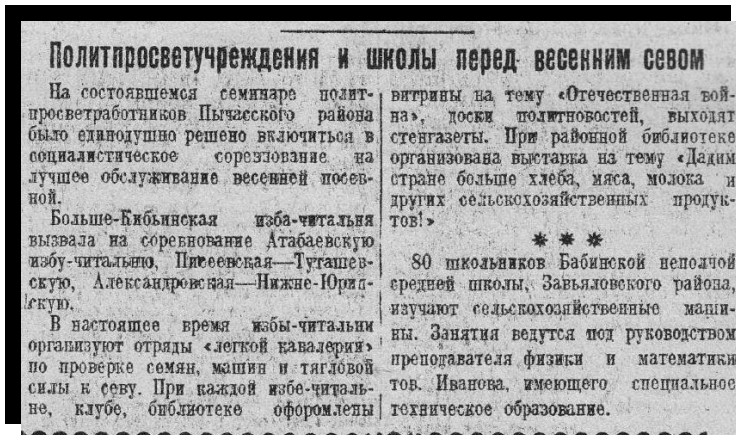 Политпросветучреждения и школы перед весенним севом
На состоявшемся семинаре полит-
просветработников Пычасского района
было единодушно решено включиться в
социалистическое соревнование на
лучшее обслуживание весенней посев-
ной.
Больше-Кибьинская изба-читальня
вызвала на соревнование Атабаевскую
избу-читальню, Писеевская—Туташев-
скую, Александровская—Нижне-Юрин-
скую.
В настоящее время избы-читальни
организуют отряды «легкой кавалерии»
по проверке семян, машин и тягловой
силы к севу. При каждой избе-читаль-
не, клубе, библиотеке оформлены
витрины на тему «Отечественная вой-
на», доски политновостей, выходят
стенгазеты. При районной библиотеке
организована выставка на тему «Дадим
стране больше хлеба, мяса, молока и
других сельскохозяйственных продук-
тов!»
* * *
80 школьников Бабинской неполной
средней школы, Завьяловского района,
изучают сельскохозяйственные маши-
ны. Занятия ведутся под руководством
преподавателя физики и математики
тов. Иванова, имеющего специальное
техническое образование.